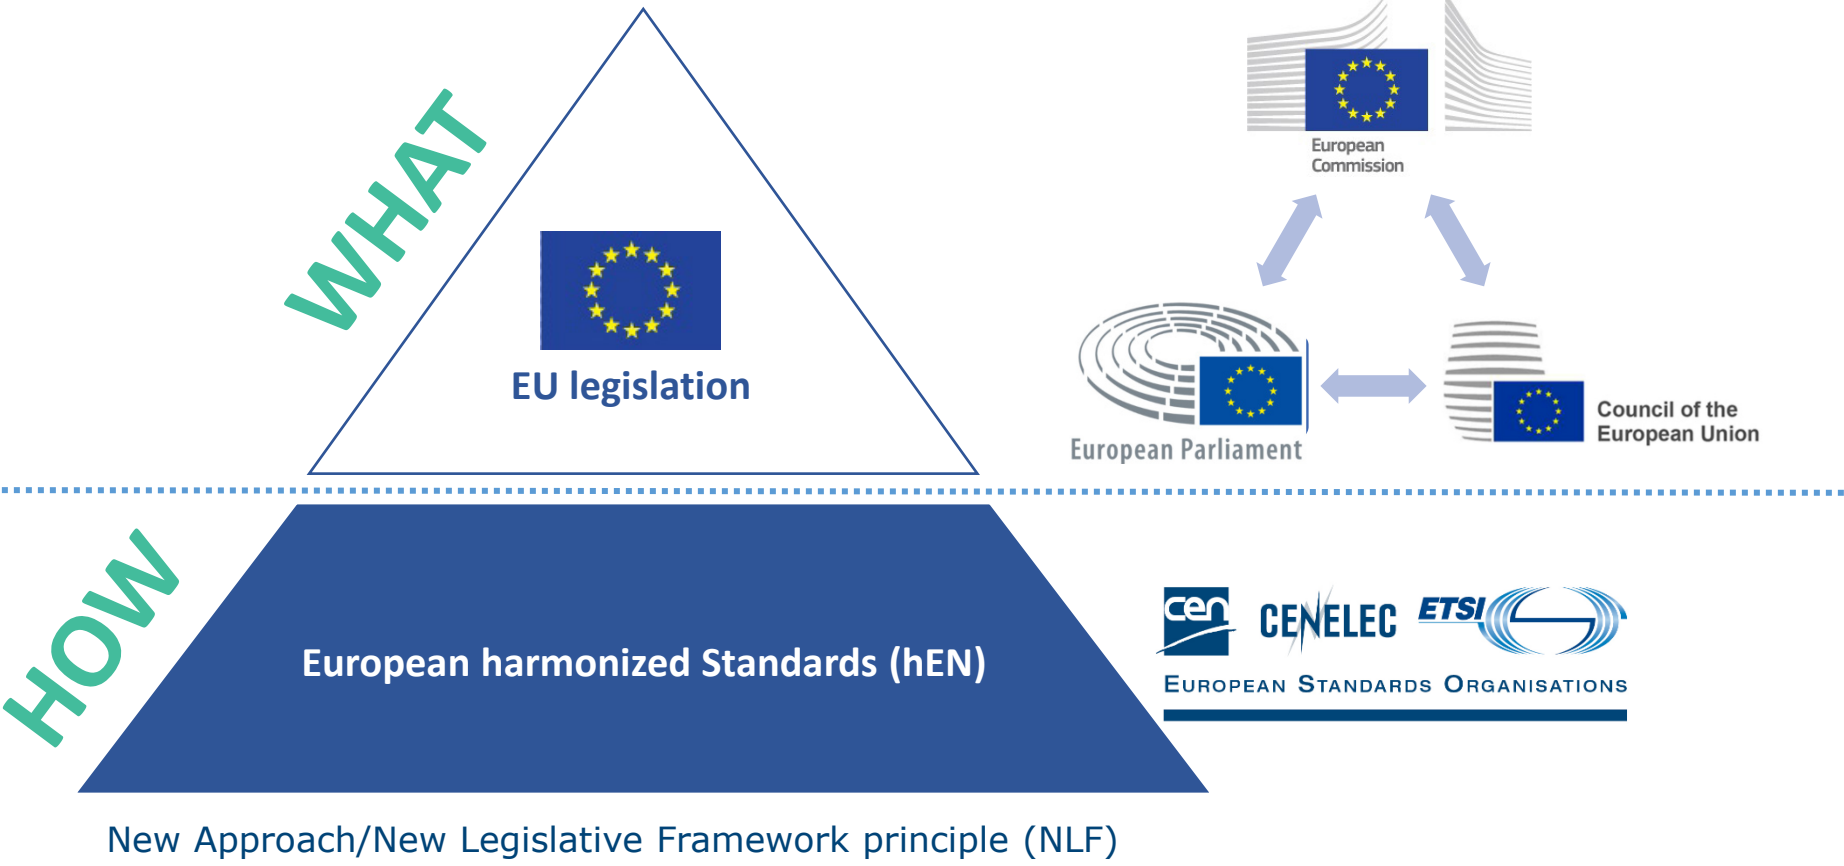 WHAT
EU legislation
European
Commission
European Parliament
Council of the
European Union
HOW
European harmonized Standards (hEN)
cen
CENELEC
ETSI
EUROPEAN STANDARDS ORGANISATIONS
New Approach/New Legislative Framework principle (NLF)